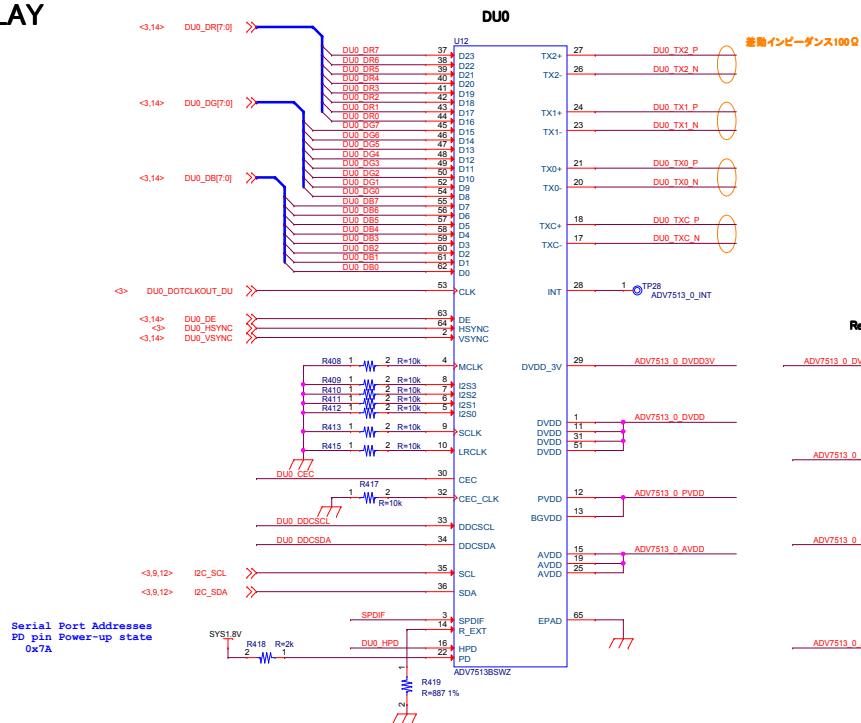 LAY
DU0
U12
<3,14> DU0_DR[7:0]
<3,14> DU0_DG[7:0]
<3,14> DU0_DB[7:0]
DU0_DR7 37 D23
DU0_DR6 38 D22
DU0_DR5 39 D21
DU0_DR4 40 D20
DU0_DR3 41 D19
DU0_DR2 42 D18
DU0_DR1 43 D17
DU0_DR0 44 D16
DU0_DG7 45 D15
DU0_DG6 46 D14
DU0_DG5 47 D13
DU0_DG4 48 D12
DU0_DG3 49 D11
DU0_DG2 50 D10
DU0_DG1 52 D9
DU0_DG0 54 D8
DU0_DB7 55 D7
DU0_DB6 56 D6
DU0_DB5 57 D5
DU0_DB4 58 D4
DU0_DB3 59 D3
DU0_DB2 60 D2
DU0_DB1 61 D1
DU0_DB0 62 D0
<3> DU0_DOTCLKOUT_DU 53 CLK
<3,14> DU0_DE 63 DE
<3> DU0_HSYNC 64 HSYNC
<3,14> DU0_VSYNC 2 VSYNC
R408 1 2 R=10k 4 MCLK
R409 1 2 R=10k 8 I2S3
R410 1 2 R=10k 7 I2S2
R411 1 2 R=10k 6 I2S1
R412 1 2 R=10k 5 I2S0
R413 1 2 R=10k 9 SCLK
R415 1 2 R=10k 10 LRCLK
DU0_CEC 30 CEC
R417 1 2 R=10k 32 CEC_CLK
DU0_DDCSCL 33 DDCSCL
DU0_DDCSDA 34 DDCSDA
<3,9,12> I2C_SCL 35 SCL
<3,9,12> I2C_SDA 36 SDA
SPDIF 3 SPDIF
14 R_EXT
DU0_HPD 16 HPD
22 PD
Serial Port Addresses
PD pin Power-up state
0x7A
SYS1.8V
R418 R=2k
2 1
1 R419
R=887 1%
2
ADV7513BSWZ
差動インピーダンス100Ω
TX2+ 27 DU0_TX2_P
TX2- 26 DU0_TX2_N
TX1+ 24 DU0_TX1_P
TX1- 23 DU0_TX1_N
TX0+ 21 DU0_TX0_P
TX0- 20 DU0_TX0_N
TXC+ 18 DU0_TXC_P
TXC- 17 DU0_TXC_N
INT 28 1 TP28
ADV7513_0_INT
Re
DVDD_3V 29 ADV7513_0_DVDD3V
ADV7513_0_DV
DVDD 1 ADV7513_0_DVDD
DVDD 11
DVDD 31
DVDD 51
ADV7513_0_
PVDD 12 ADV7513_0_PVDD
BGVDD 13
AVDD 15 ADV7513_0_AVDD
AVDD 19
AVDD 25
ADV7513_0_
EPAD 65
ADV7513_0_